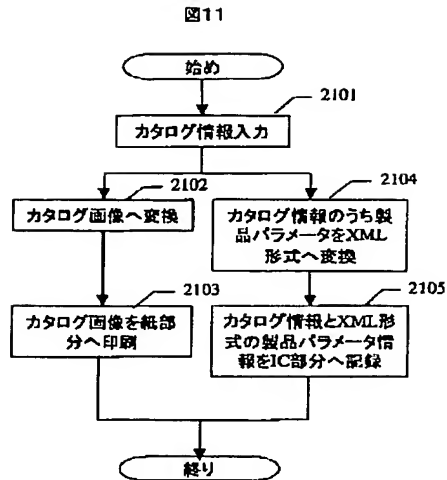 図11
始め
2101
カタログ情報入力
2102
カタログ画像へ変換
2103
カタログ画像を紙部
分へ印刷
2104
カタログ情報のうち製
品パラメータをXML
形式へ変換
2105
カタログ情報とXML形
式の製品パラメータ情
報をIC部分へ記録
終り